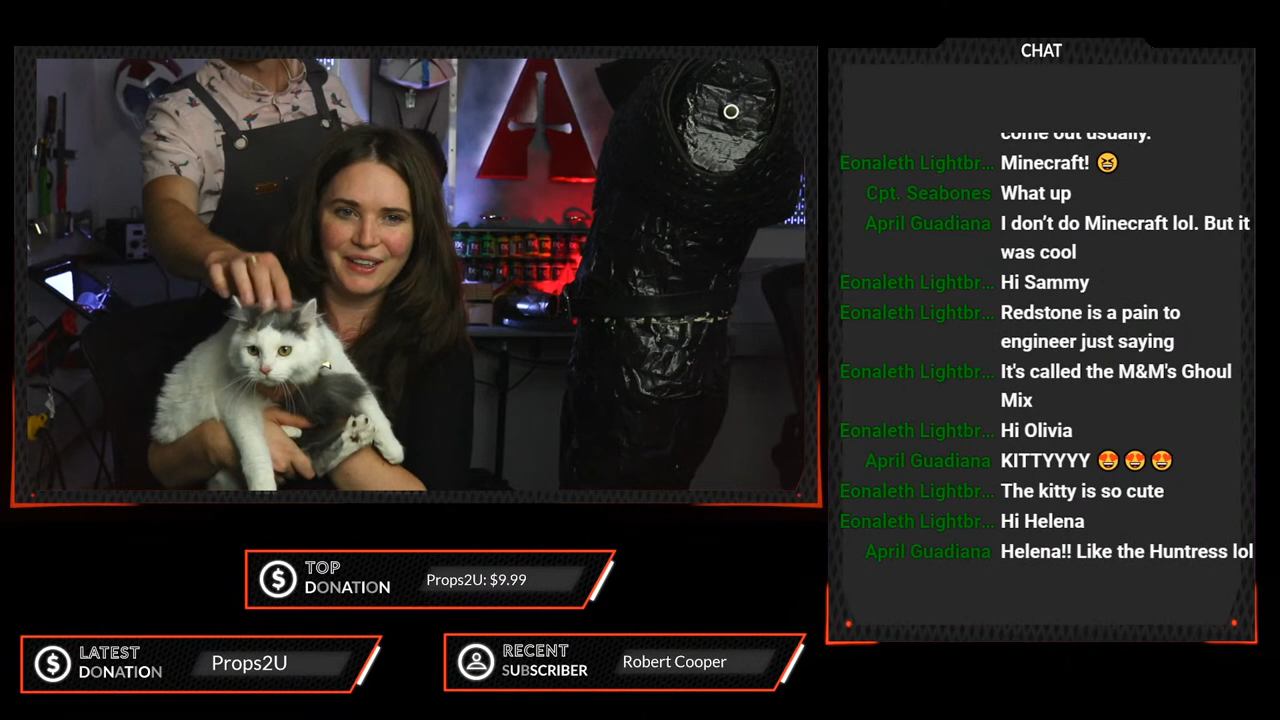 CHAT
come out usually.
Eonaleth Lightbr... Minecraft! 😆
Cpt. Seabones What up
April Guadiana I don’t do Minecraft lol. But it
was cool
Eonaleth Lightbr... Hi Sammy
Eonaleth Lightbr... Redstone is a pain to
engineer just saying
Eonaleth Lightbr... It's called the M&M's Ghoul
Mix
Eonaleth Lightbr... Hi Olivia
April Guadiana KITTYYYY 😍 😍 😍
Eonaleth Lightbr... The kitty is so cute
Eonaleth Lightbr... Hi Helena
April Guadiana Helena!! Like the Huntress lol
TOP
DONATION
Props2U: $9.99
LATEST
DONATION
Props2U
RECENT
SUBSCRIBER
Robert Cooper